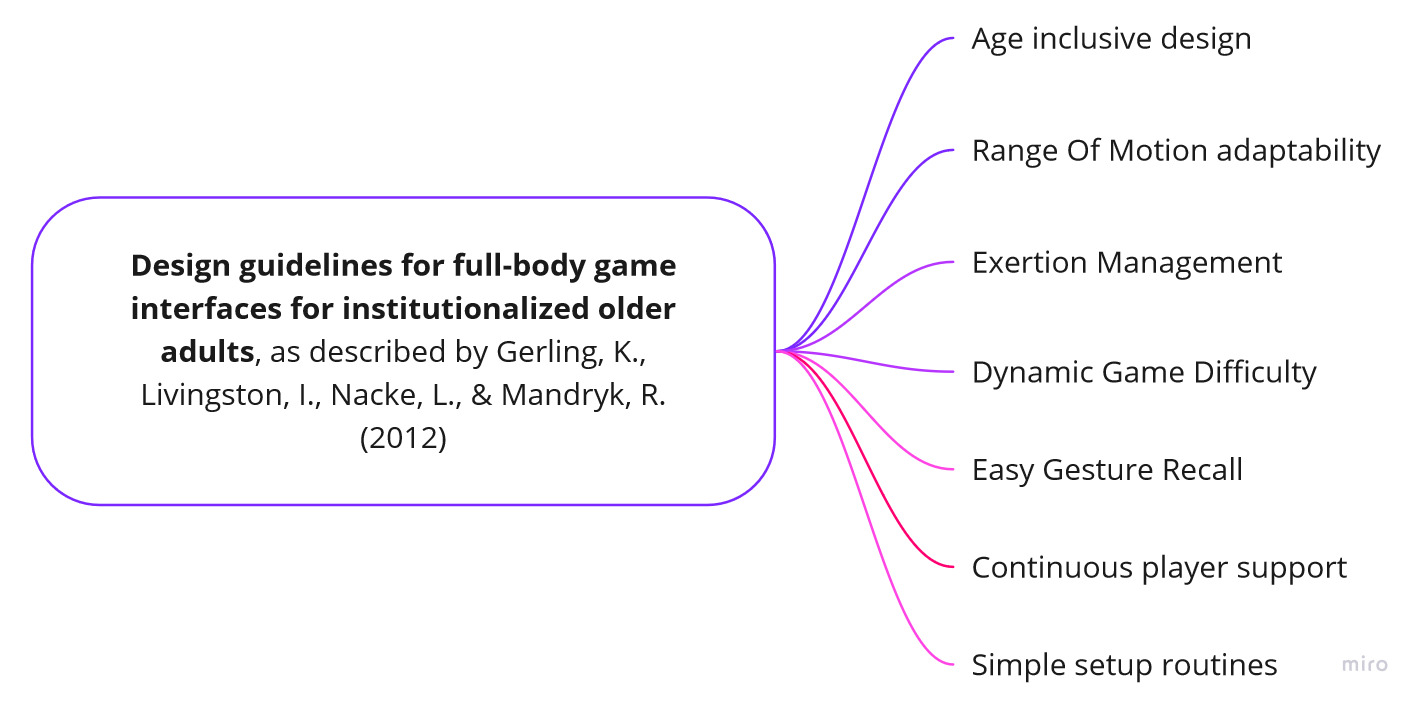 Design guidelines for full-body game
interfaces for institutionalized older
adults, as described by Gerling, K.,
Livingston, I., Nacke, L., & Mandryk, R.
(2012)
Age inclusive design
Range Of Motion adaptability
Exertion Management
Dynamic Game Difficulty
Easy Gesture Recall
Continuous player support
Simple setup routines
miro